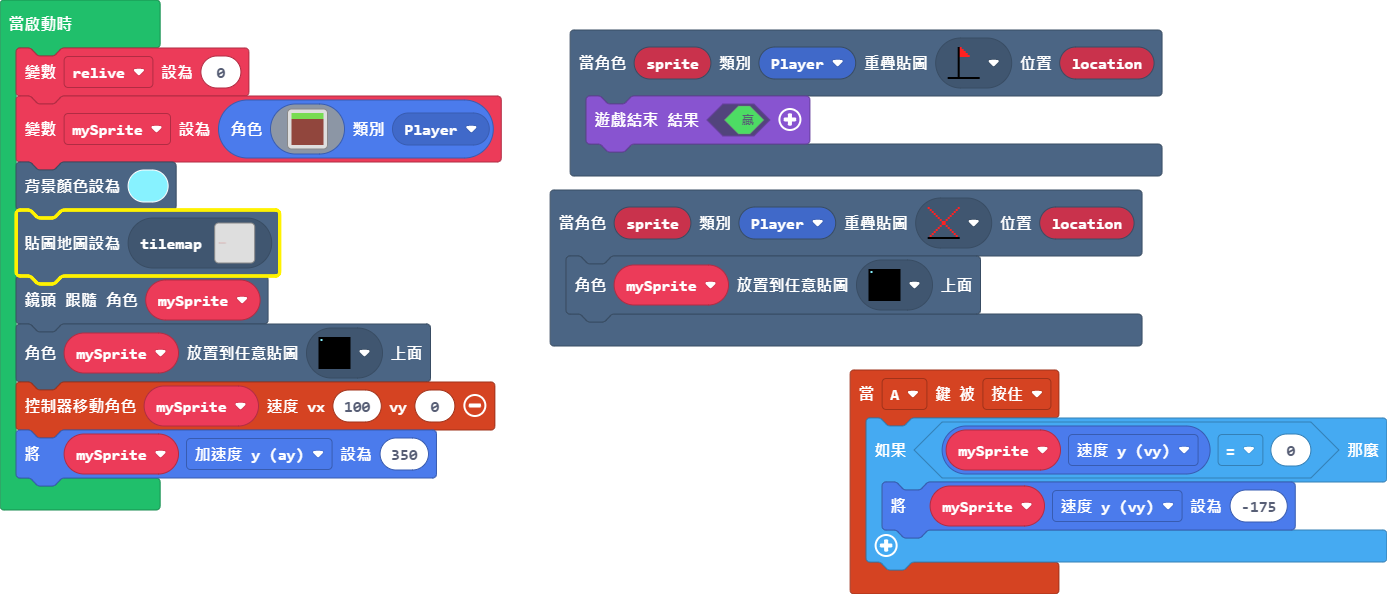 當啟動時
變數 relive 設為 0
變數 mySprite 設為 角色 類別 Player
背景顏色設為
貼圖地圖設為 tilemap
鏡頭 跟隨 角色 mySprite
角色 mySprite 放置到任意貼圖 上面
控制器移動角色 mySprite 速度 vx 100 vy 0
將 mySprite 加速度 y (ay) 設為 350
當角色 sprite 類別 Player 重疊貼圖 位置 location
遊戲結束 結果 贏
當角色 sprite 類別 Player 重疊貼圖 位置 location
角色 mySprite 放置到任意貼圖 上面
當 A 鍵 被 按住
如果 mySprite 速度 y (vy) = 0 那麼
將 mySprite 速度 y (vy) 設為 -175